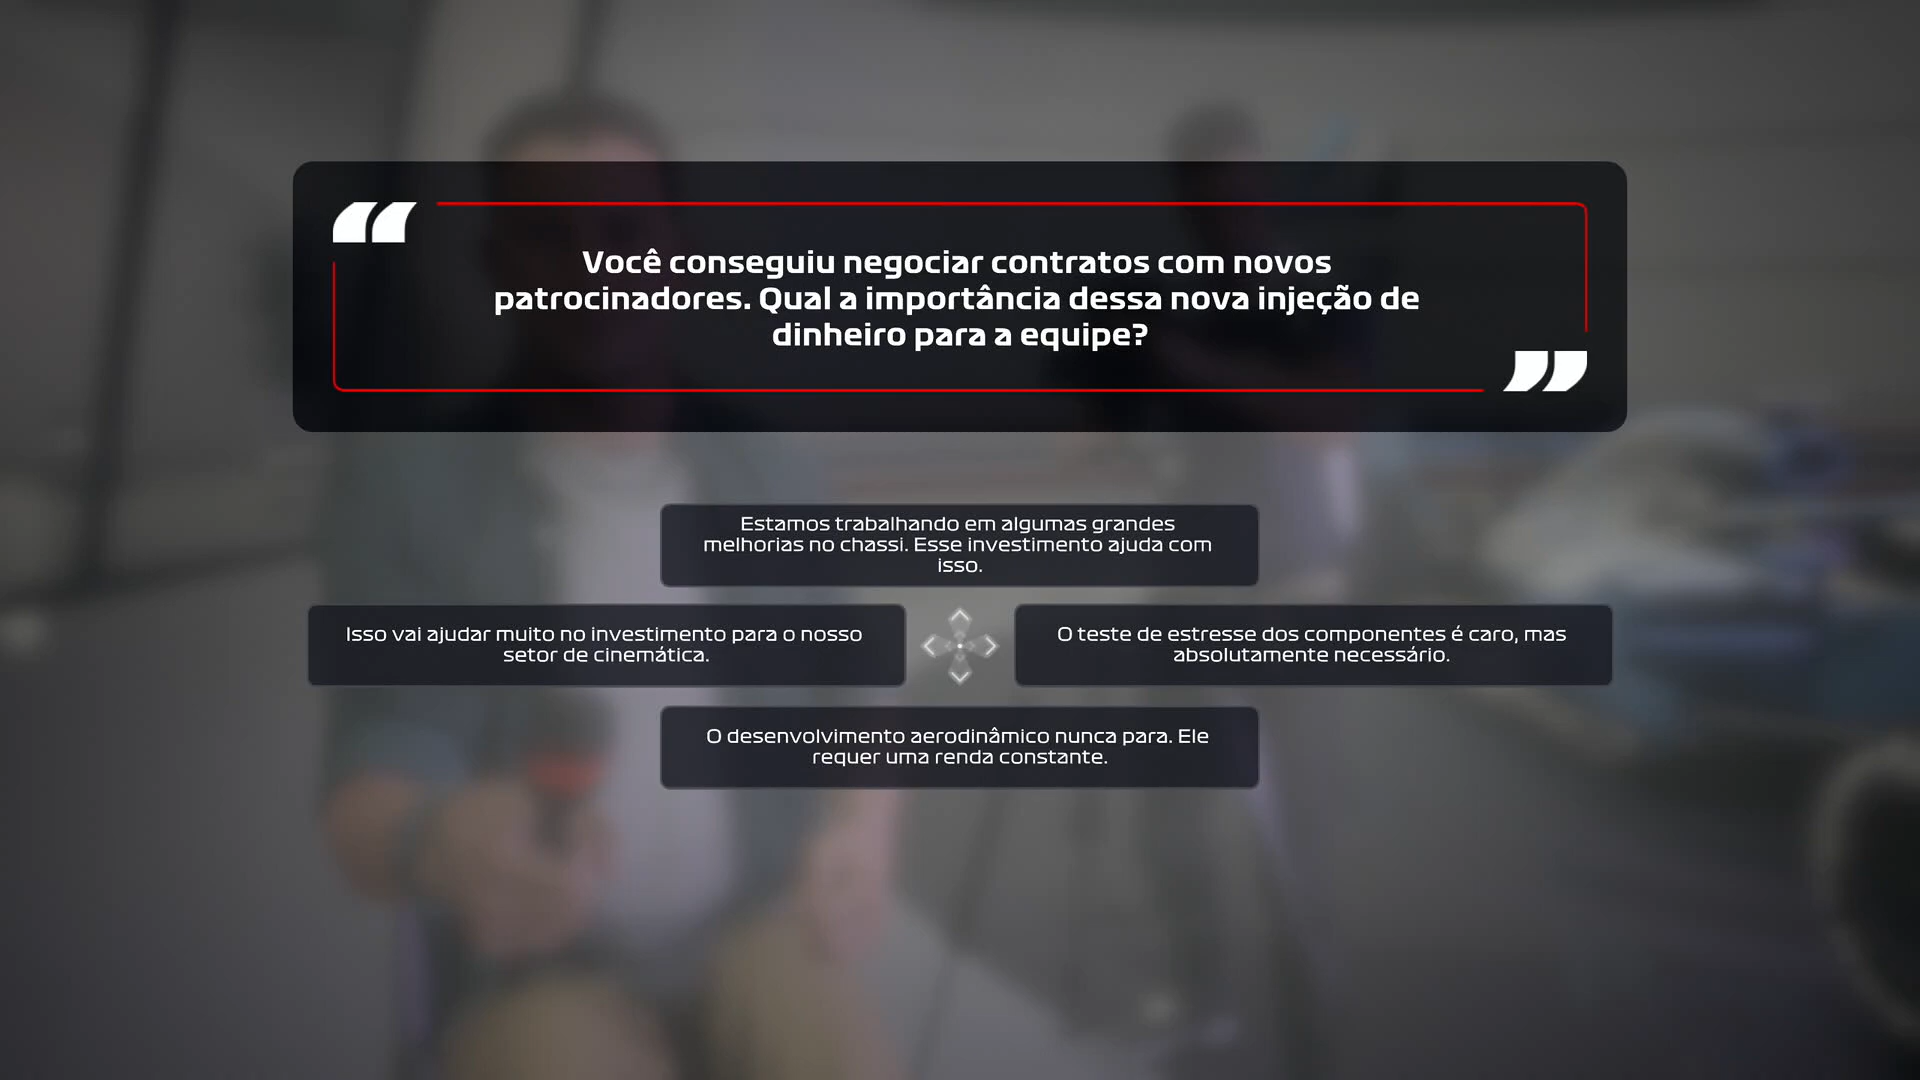 Você conseguiu negociar contratos com novos
patrocinadores. Qual a importância dessa nova injeção de
dinheiro para a equipe?
Estamos trabalhando em algumas grandes
melhorias no chassi. Esse investimento ajuda com
isso.
Isso vai ajudar muito no investimento para o nosso
setor de cinemática.
O teste de estresse dos componentes é caro, mas
absolutamente necessário.
O desenvolvimento aerodinâmico nunca para. Ele
requer uma renda constante.